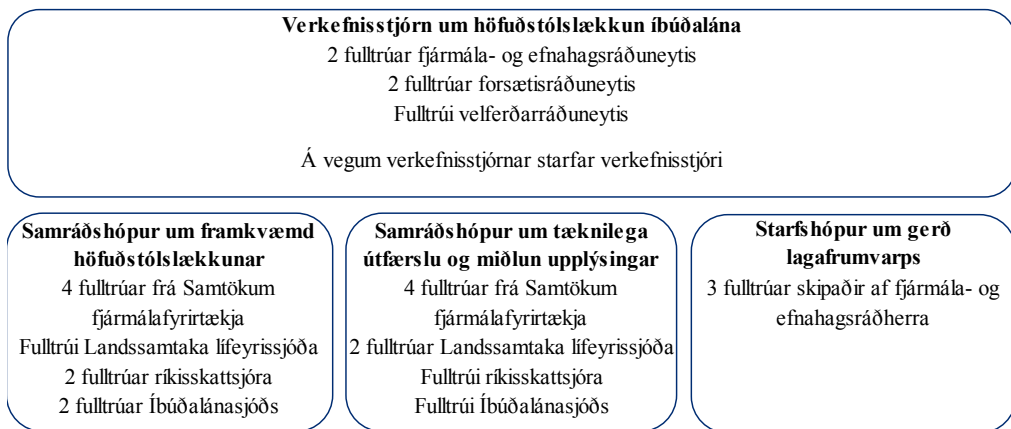 Verkefnisstjórn um höfuðstólslækkun íbúðalána
2 fulltrúar fjármála- og efnahagsráðuneytis
2 fulltrúar forsætisráðuneytis
Fulltrúi velferðarráðuneytis
Á vegum verkefnisstjórnar starfar verkefnisstjóri
Samráðshópur um framkvæmd
höfuðstólslækkunar
4 fulltrúar frá Samtökum
fjármálafyrirtækja
Fulltrúi Landssamtaka lífeyrissjóða
2 fulltrúar ríkisskattsjóra
2 fulltrúar Íbúðalánasjóðs
Samráðshópur um tæknilega
útfærslu og miðlun upplýsingar
4 fulltrúar frá Samtökum
fjármálafyrirtækja
2 fulltrúar Landssamtaka lífeyrissjóða
Fulltrúi ríkisskattsjóra
Fulltrúi Íbúðalánasjóðs
Starfshópur um gerð
lagafrumvarps
3 fulltrúar skipaðir af fjármála- og
efnahagsráðherra